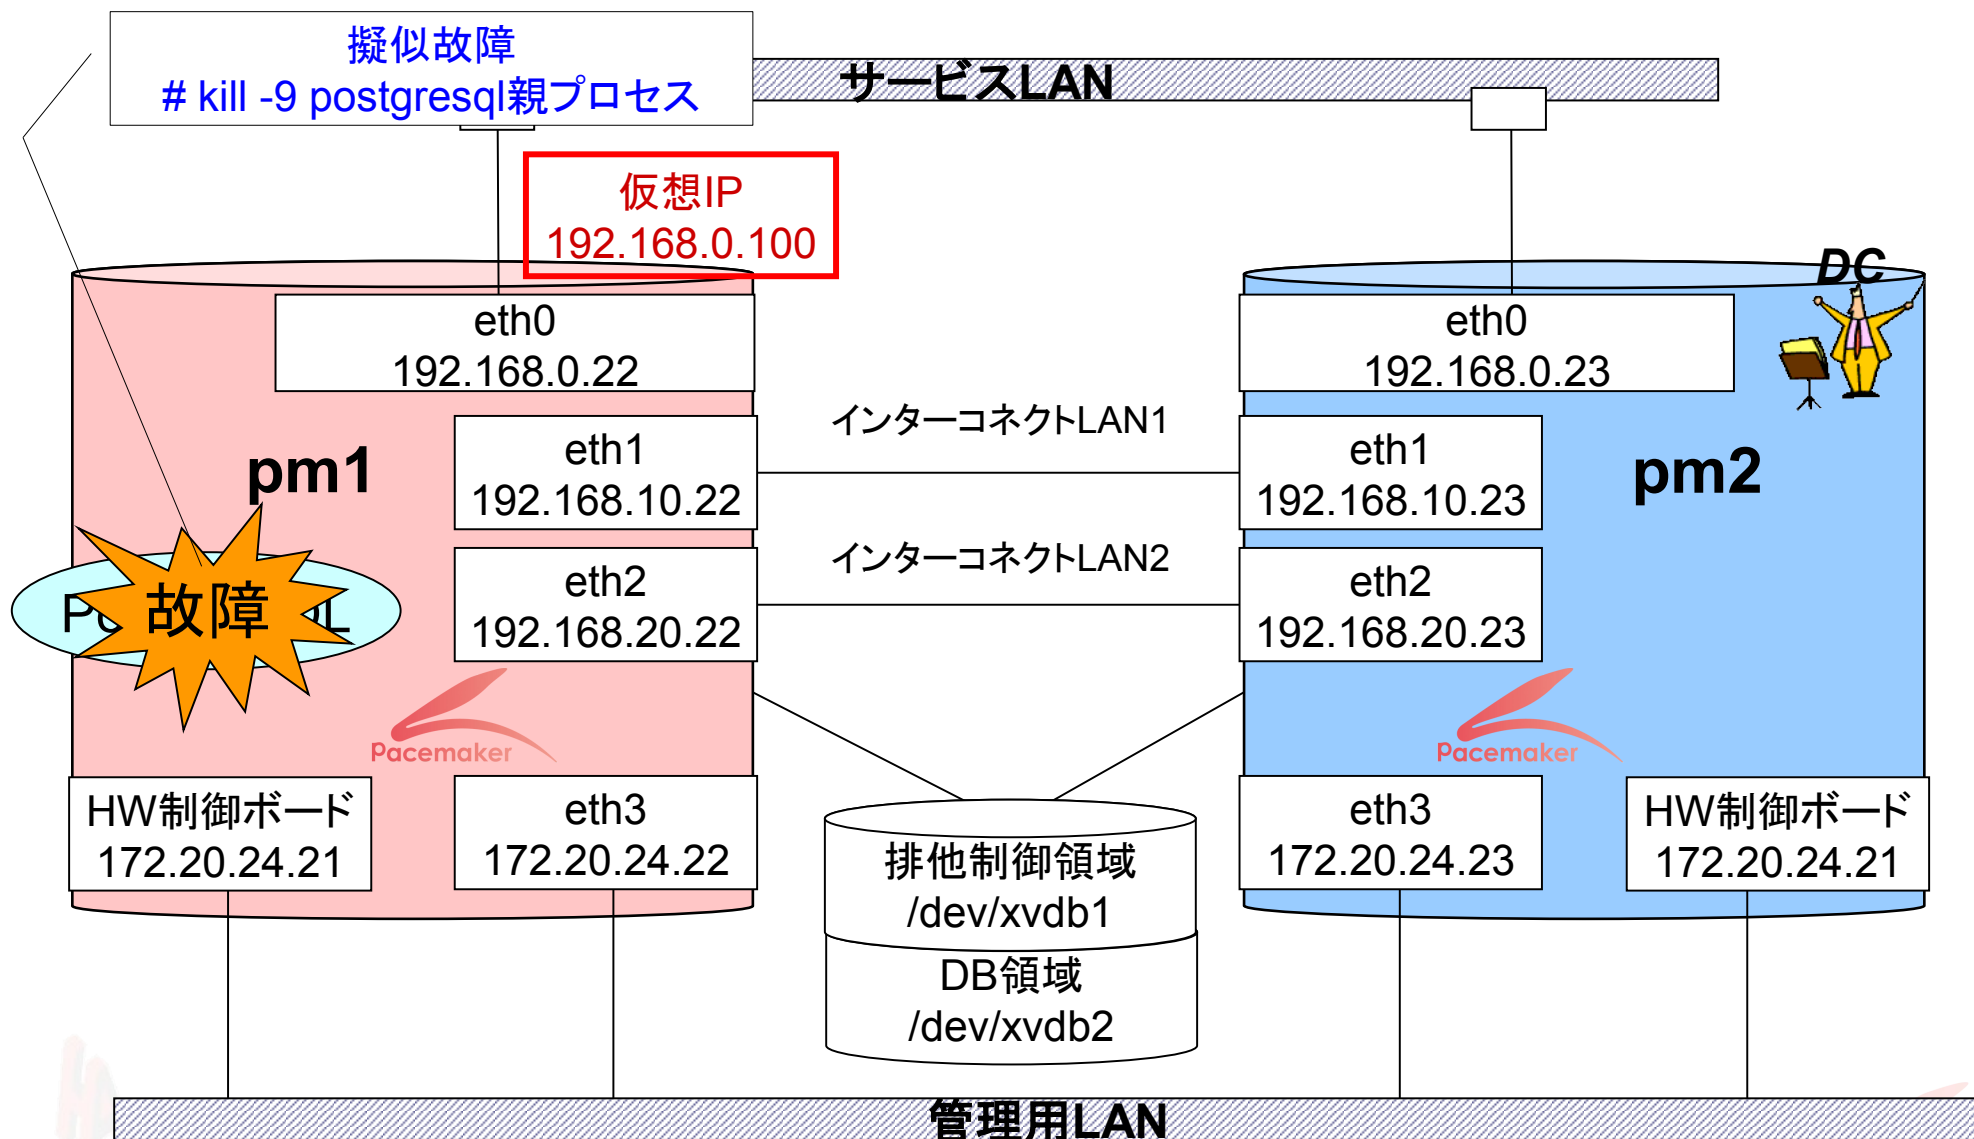 擬似故障
# kill -9 postgresql親プロセス
サービスLAN
仮想IP
192.168.0.100
DC
eth0
192.168.0.22
eth0
192.168.0.23
pm1
eth1
192.168.10.22
インターコネクトLAN1
eth1
192.168.10.23
pm2
故障
eth2
192.168.20.22
インターコネクトLAN2
eth2
192.168.20.23
Pacemaker
Pacemaker
HW制御ボード
172.20.24.21
eth3
172.20.24.22
排他制御領域
/dev/xvdb1
DB領域
/dev/xvdb2
eth3
172.20.24.23
HW制御ボード
172.20.24.21
管理用LAN